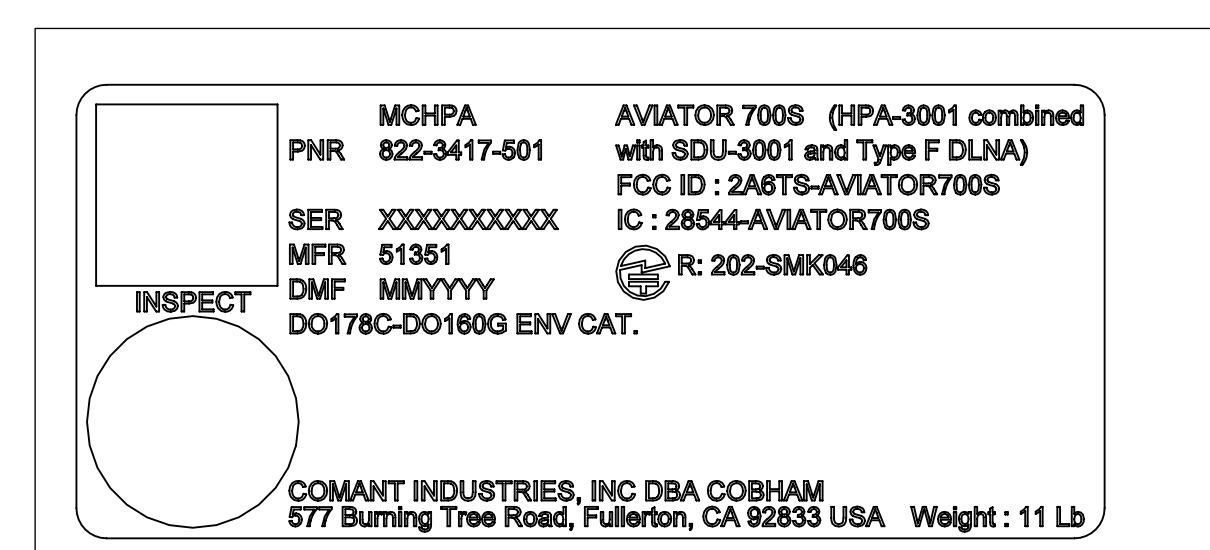 MCHPA
PNR 822-3417-501
SER XXXXXXXXXX
MFR 51351
DMF MMYYYY
DO178C-DO160G ENV CAT.
AVIATOR 700S (HPA-3001 combined
with SDU-3001 and Type F DLNA)
FCC ID : 2A6TS-AVIATOR700S
IC : 28544-AVIATOR700S
R: 202-SMK046
INSPECT
COMANT INDUSTRIES, INC DBA COBHAM
577 Burning Tree Road, Fullerton, CA 92833 USA Weight : 11 Lb